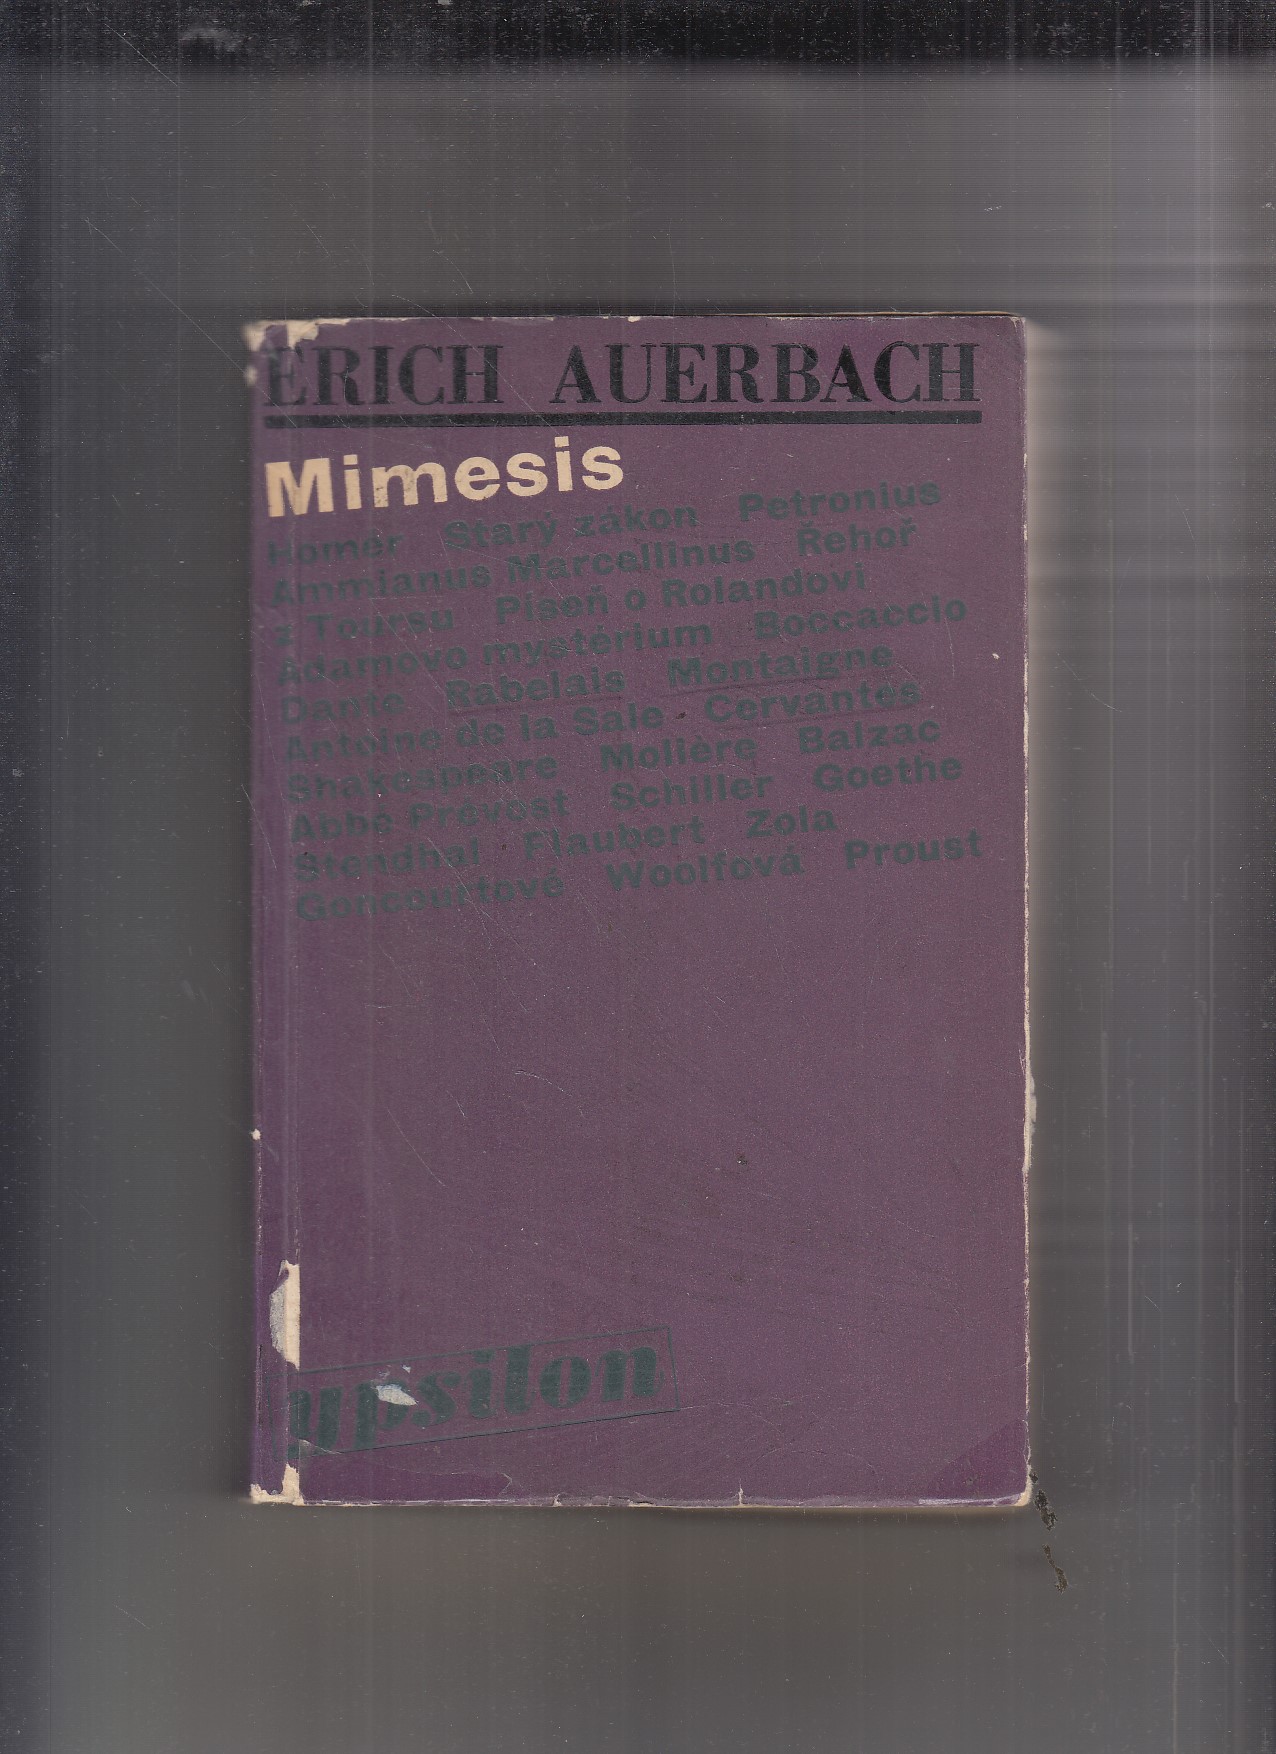 ERICH AUERBACH
Mimesis
Homér Starý zákon Petronius
Ammianus Marcellinus Řehoř
z Toursu Píseň o Rolandovi
Adamovo mystérium Boccaccio
Dante Rabelais Montaigne
Antoine de la Sale Cervantes
Shakespeare Molière Balzac
Abbé Prévost Schiller Goethe
Stendhal Flaubert Zola
Goncourtové Woolfová Proust
ypsilon